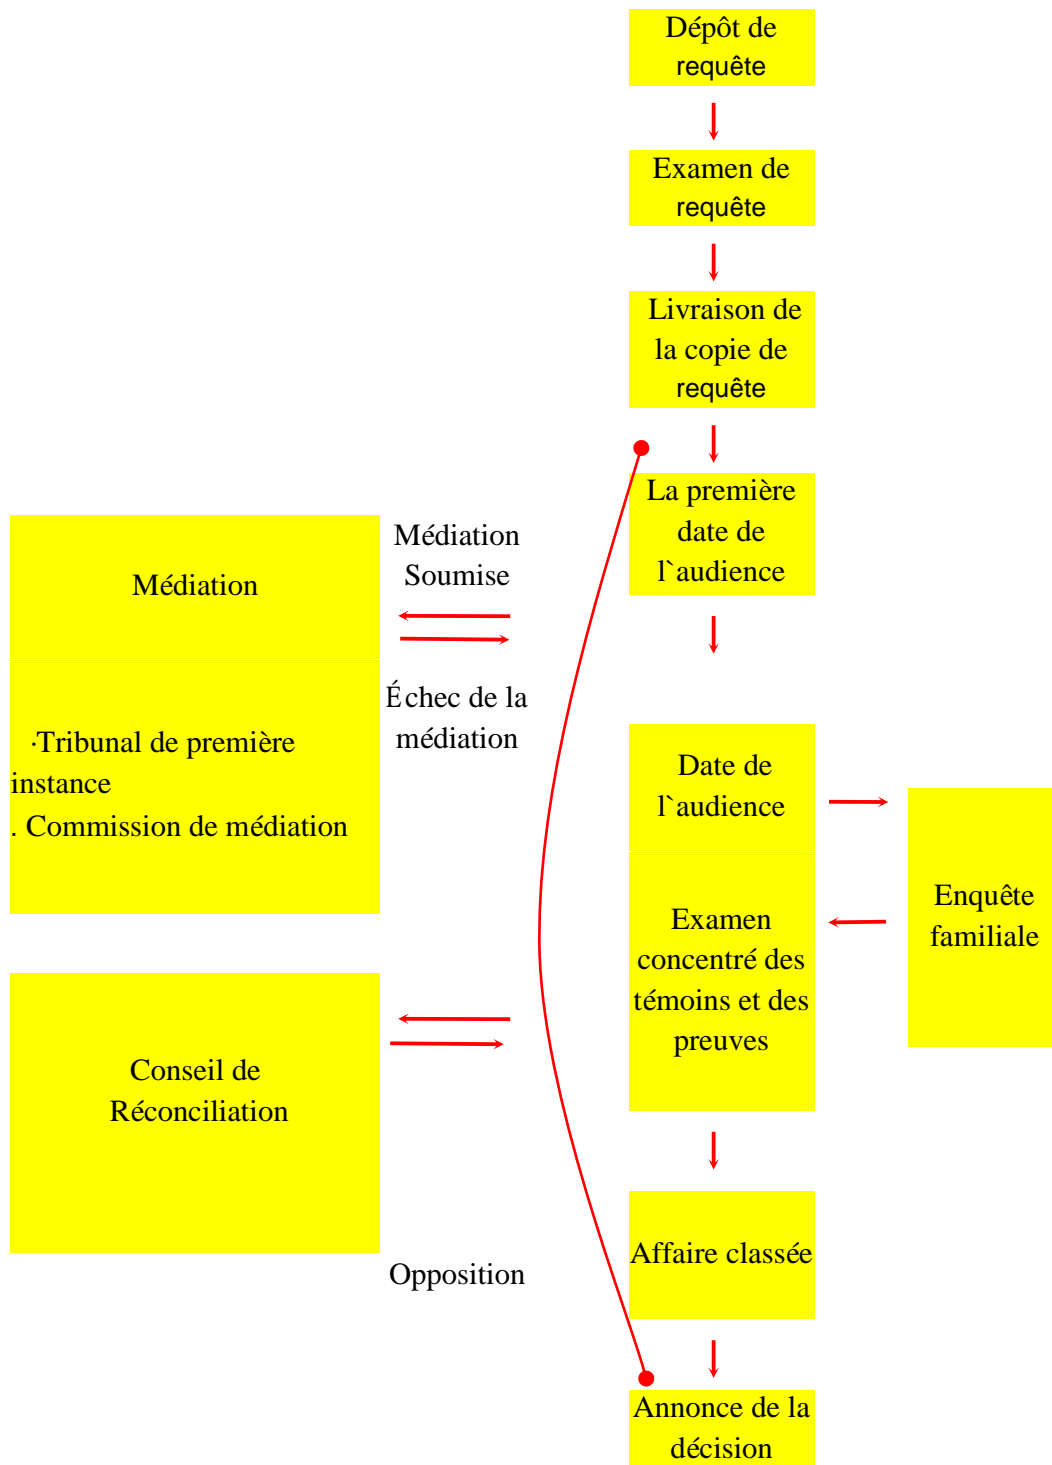 Dépôt de
requête
Examen de
requête
Livraison de
la copie de
requête
La première
date de
l`audience
Médiation
Médiation
Soumise
Échec de la
médiation
·Tribunal de première
instance
. Commission de médiation
Date de
l`audience
Examen
concentré des
témoins et des
preuves
Enquête
familiale
Conseil de
Réconciliation
Opposition
Affaire classée
Annonce de la
décision